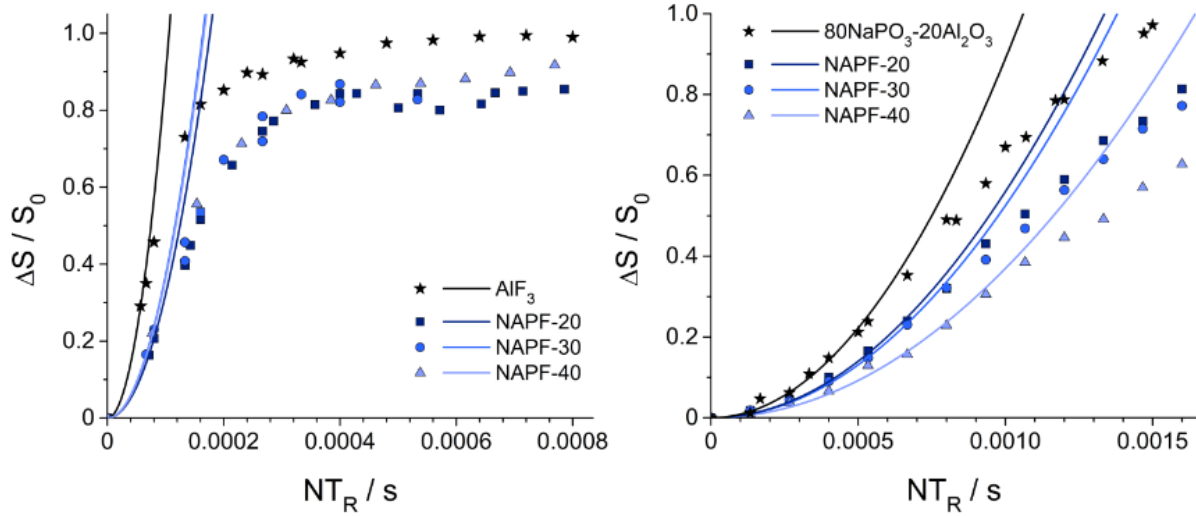 ΔS / S₀
1.0
0.8
0.6
0.4
0.2
0
0
0.0002
0.0004
0.0006
0.0008
NT_R / s
AlF₃
NAPF-20
NAPF-30
NAPF-40
ΔS / S₀
1.0
0.8
0.6
0.4
0.2
0
0
0.0005
0.0010
0.0015
NT_R / s
80NaPO₃-20Al₂O₃
NAPF-20
NAPF-30
NAPF-40